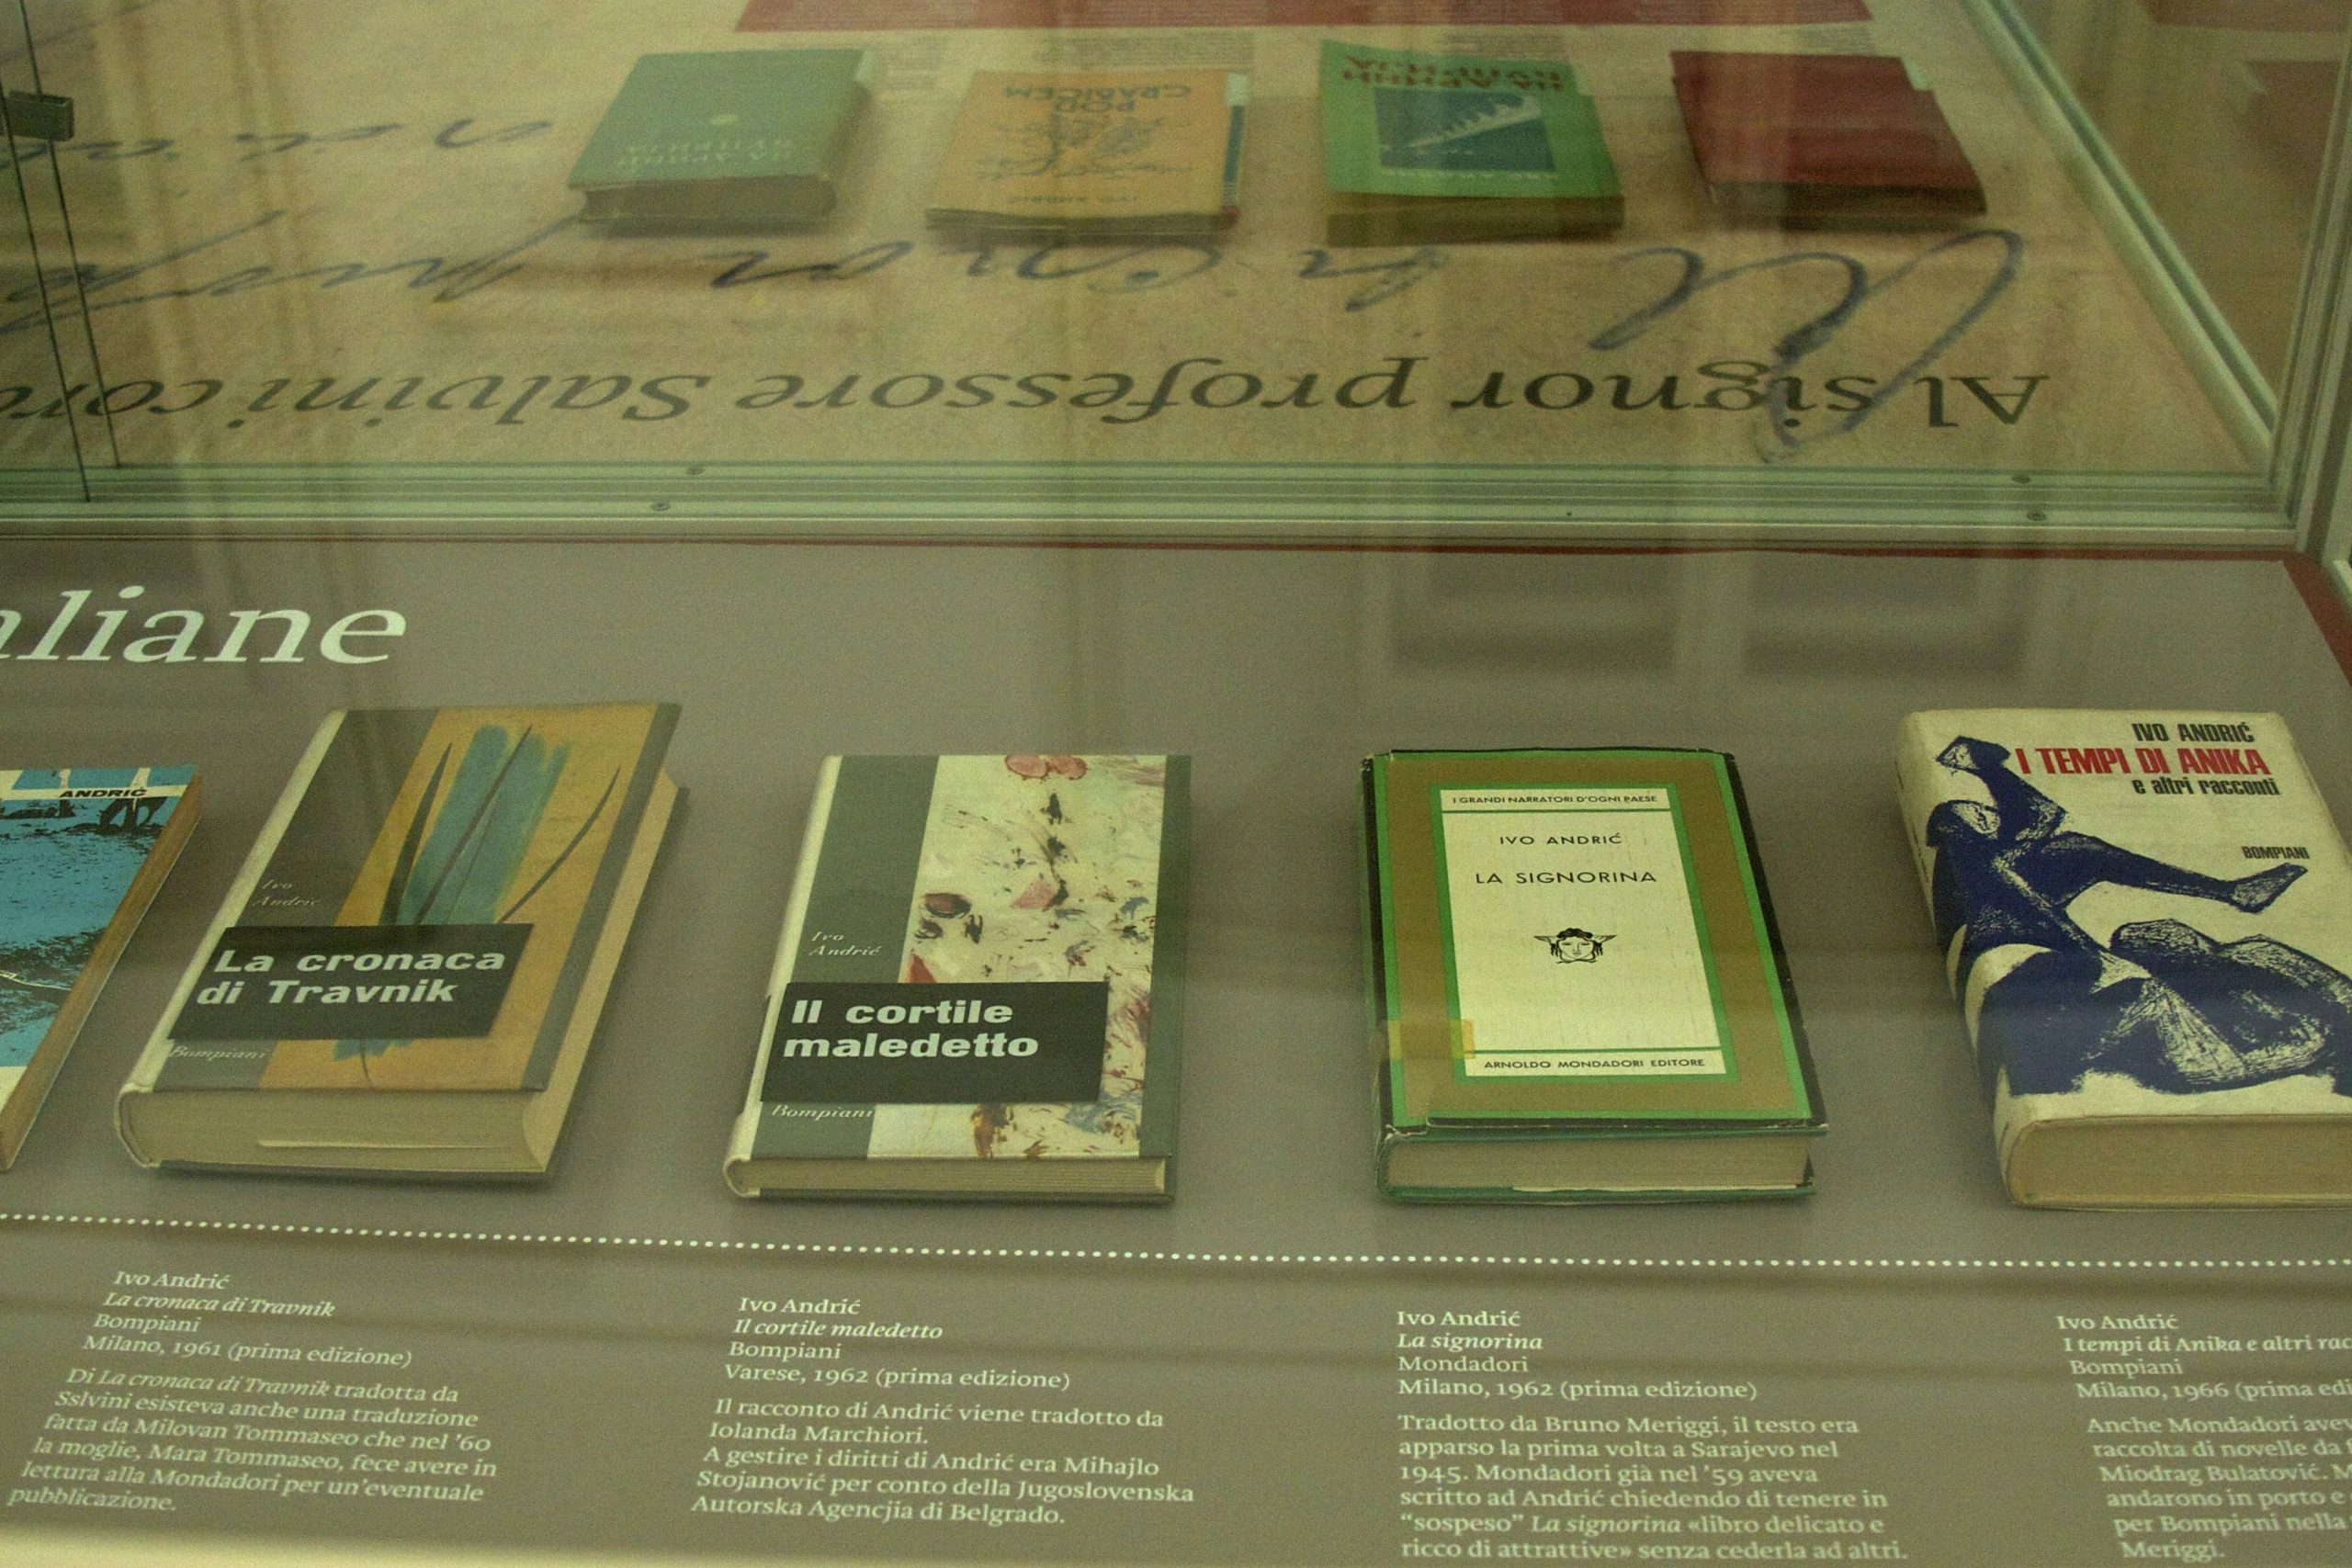 НА ДРИНИ
ЋУПРИЈА
POD
GRABIĆEM
IVO ANDRIĆ
НА ДРИНИ
ЋУПРИЈА
Al signor professore Salvini con
aliane
ANDRIĆ
Ivo
Andrić
La cronaca
di Travnik
Bompiani
Ivo
Andrić
Il cortile
maledetto
Bompiani
I GRANDI NARRATORI D'OGNI PAESE
IVO ANDRIĆ
LA SIGNORINA
ARNOLDO MONDADORI EDITORE
IVO ANDRIĆ
I TEMPI DI ANIKA
e altri racconti
BOMPIANI
Ivo Andrić
La cronaca di Travnik
Bompiani
Milano, 1961 (prima edizione)
Di La cronaca di Travnik tradotta da
Sslvini esisteva anche una traduzione
fatta da Milovan Tommaseo che nel '60
la moglie, Mara Tommaseo, fece avere in
lettura alla Mondadori per un'eventuale
pubblicazione.
Ivo Andrić
Il cortile maledetto
Bompiani
Varese, 1962 (prima edizione)
Il racconto di Andrić viene tradotto da
Iolanda Marchiori.
A gestire i diritti di Andrić era Mihajlo
Stojanović per conto della Jugoslovenska
Autorska Agencjia di Belgrado.
Ivo Andrić
La signorina
Mondadori
Milano, 1962 (prima edizione)
Tradotto da Bruno Meriggi, il testo era
apparso la prima volta a Sarajevo nel
1945. Mondadori già nel '59 aveva
scritto ad Andrić chiedendo di tenere in
“sospeso” La signorina «libro delicato e
ricco di attrattive» senza cederla ad altri.
Ivo Andrić
I tempi di Anika e altri rac
Bompiani
Milano, 1966 (prima edi
Anche Mondadori ave
raccolta di novelle da
Miodrag Bulatović. M
andarono in porto e
per Bompiani nella
Meriggi.